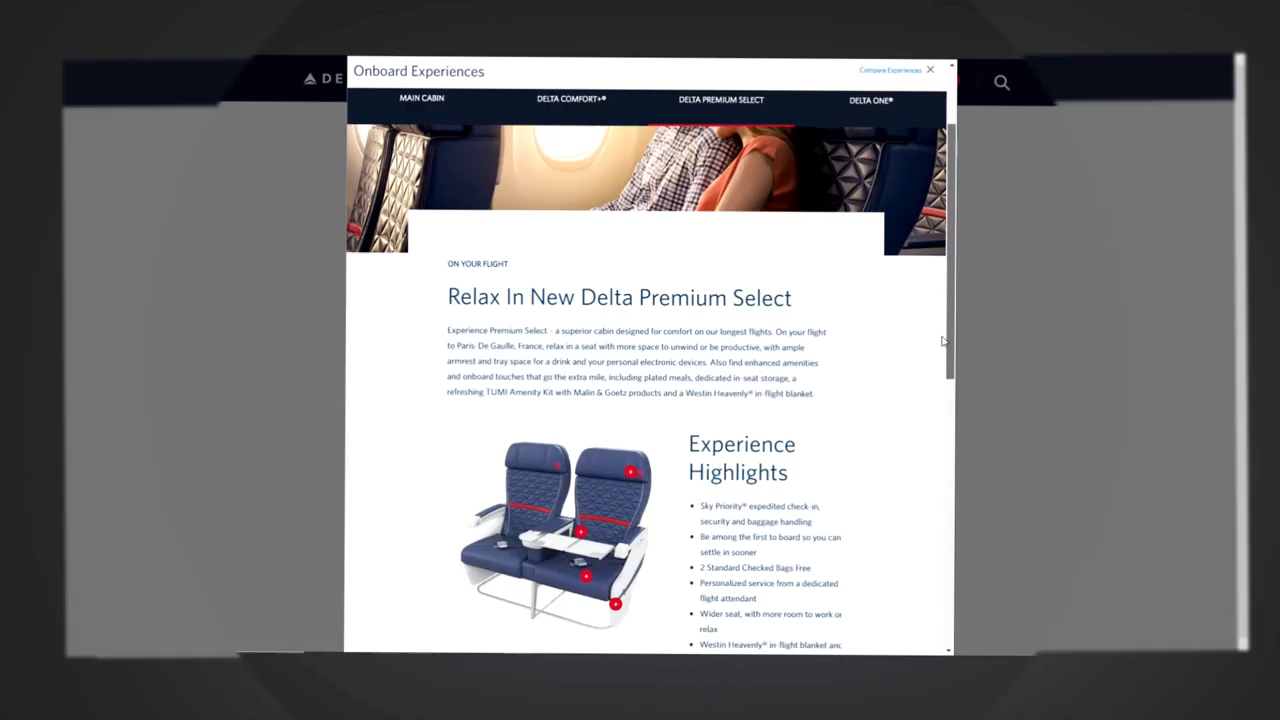 DE
Onboard Experiences
Compare Experiences
MAIN CABIN
DELTA COMFORT+®
DELTA PREMIUM SELECT
DELTA ONE®
ON YOUR FLIGHT
Relax In New Delta Premium Select
Experience Premium Select - a superior cabin designed for comfort on our longest flights. On your flight
to Paris-De Gaulle, France, relax in a seat with more space to unwind or be productive, with ample
armrest and tray space for a drink and your personal electronic devices. Also find enhanced amenities
and onboard touches that go the extra mile, including plated meals, dedicated in-seat storage, a
refreshing TUMI Amenity Kit with Malin & Goetz products and a Westin Heavenly® in-flight blanket.
Experience
Highlights
• Sky Priority® expedited check-in,
security and baggage handling
• Be among the first to board so you can
settle in sooner
• 2 Standard Checked Bags Free
• Personalized service from a dedicated
flight attendant
• Wider seat, with more room to work or
relax
• Westin Heavenly® in-flight blanket and